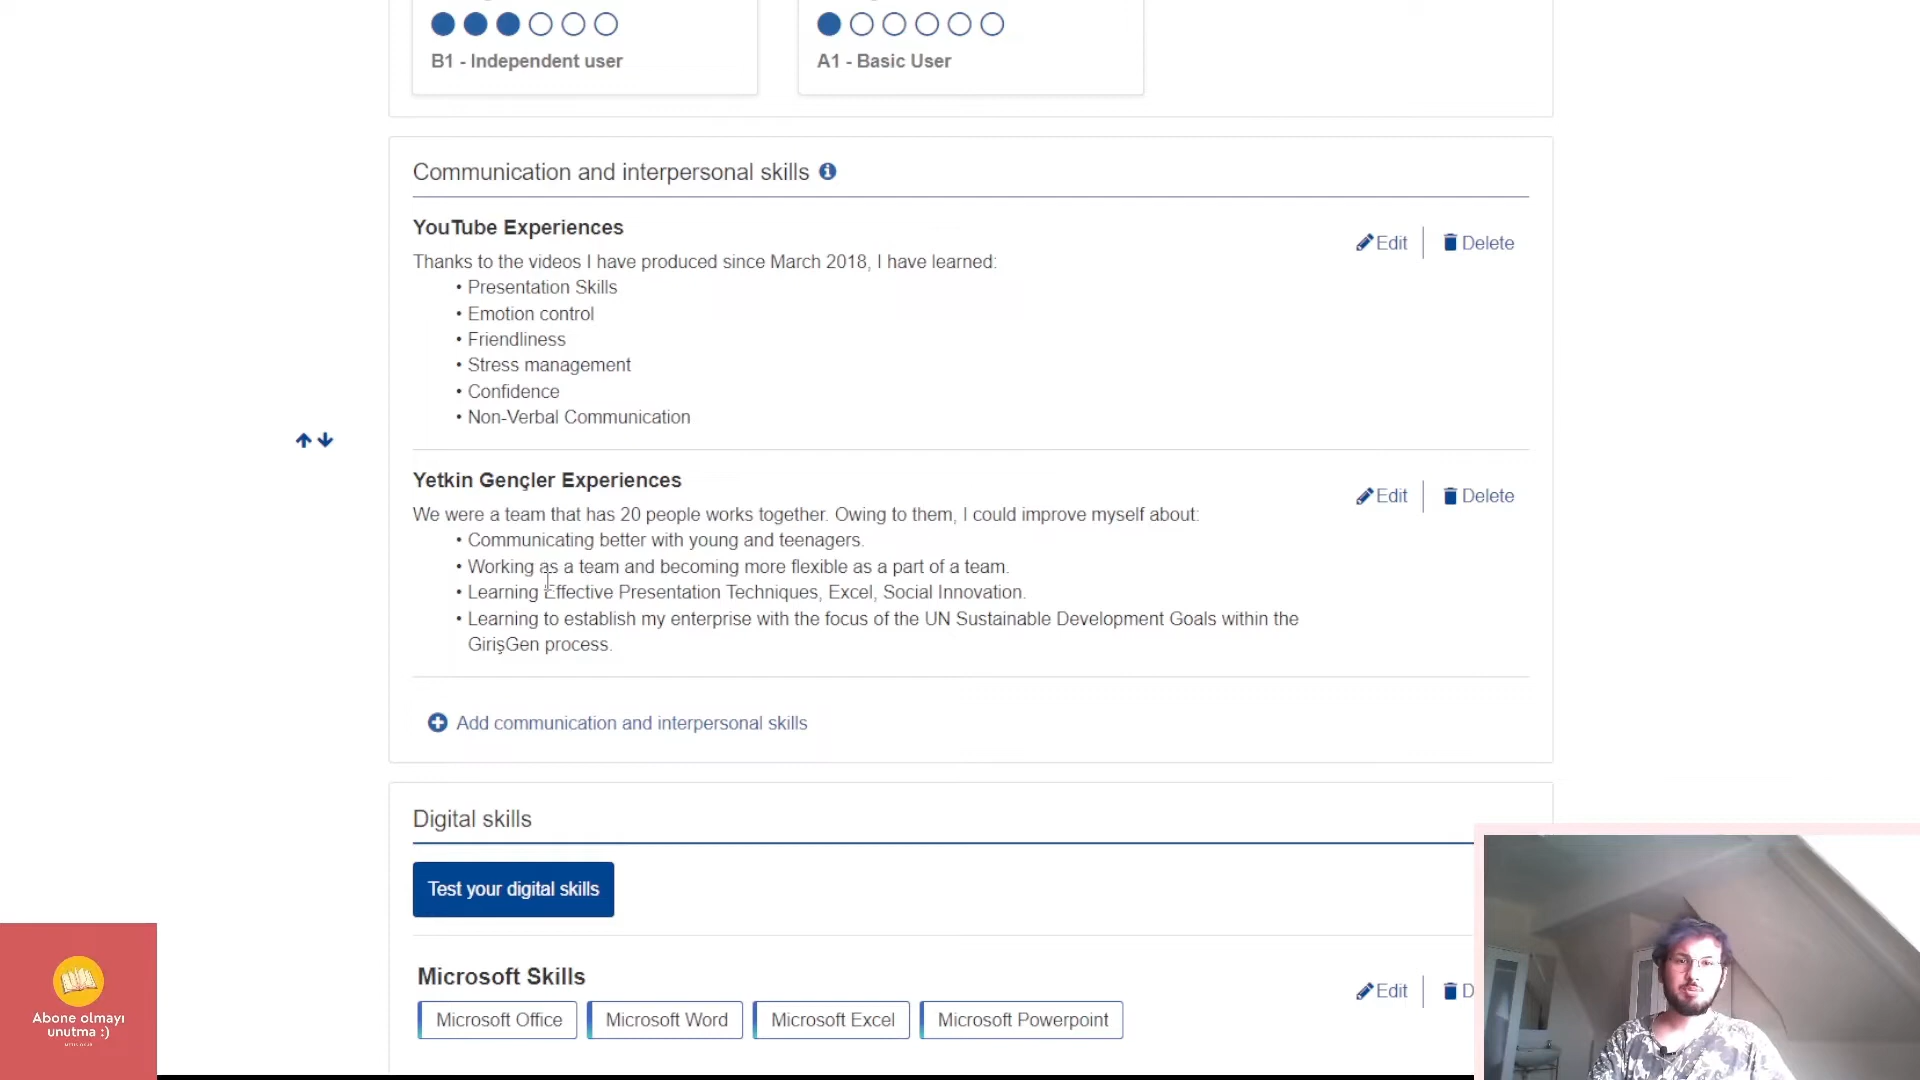 B1 - Independent user
A1 - Basic User
Communication and interpersonal skills
YouTube Experiences
Edit
Delete
Thanks to the videos I have produced since March 2018, I have learned:
• Presentation Skills
• Emotion control
• Friendliness
• Stress management
• Confidence
• Non-Verbal Communication
Yetkin Gençler Experiences
Edit
Delete
We were a team that has 20 people works together. Owing to them, I could improve myself about:
• Communicating better with young and teenagers.
• Working as a team and becoming more flexible as a part of a team.
• Learning Effective Presentation Techniques, Excel, Social Innovation.
• Learning to establish my enterprise with the focus of the UN Sustainable Development Goals within the
GirişGen process.
Add communication and interpersonal skills
Digital skills
Test your digital skills
Microsoft Skills
Edit
D
Microsoft Office
Microsoft Word
Microsoft Excel
Microsoft Powerpoint
Abone olmayı
unutma :)